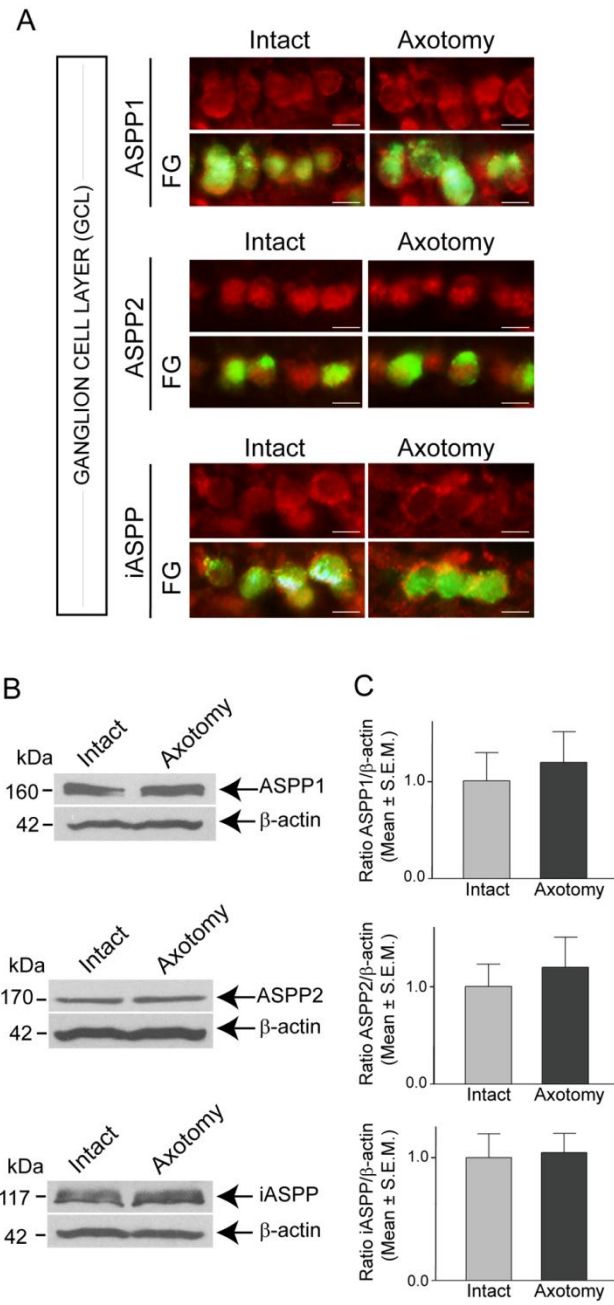 A
Intact Axotomy
GANGLION CELL LAYER (GCL)
ASPP1
FG
Intact Axotomy
ASPP2
FG
Intact Axotomy
iASPP
FG
B
kDa Intact Axotomy
160 ASPP1
42 β-actin
kDa Intact Axotomy
170 ASPP2
42 β-actin
kDa Intact Axotomy
117 iASPP
42 β-actin
C
Ratio ASPP1/β-actin
(Mean ± S.E.M.)
1.0
0.0
Intact Axotomy
Ratio ASPP2/β-actin
(Mean ± S.E.M.)
1.0
0.0
Intact Axotomy
Ratio iASPP/β-actin
(Mean ± S.E.M.)
1.0
0.0
Intact Axotomy